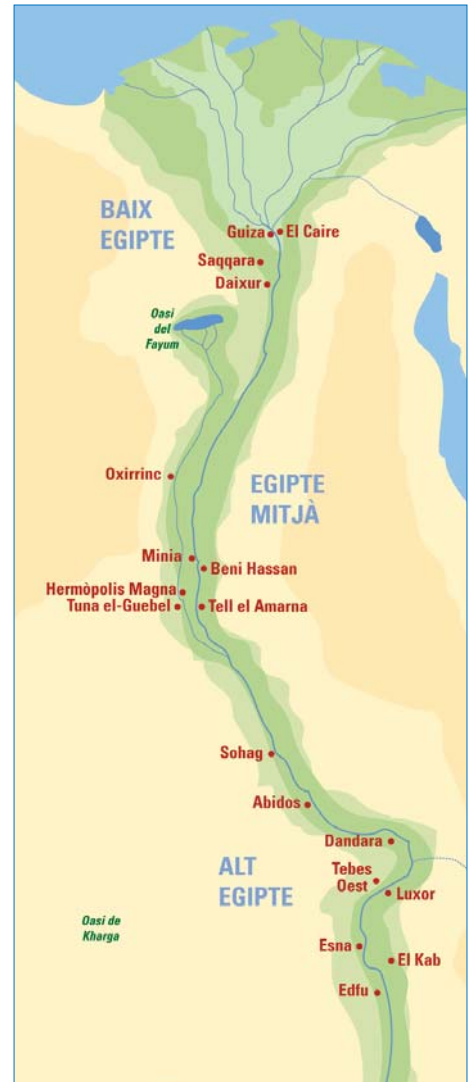 BAIX
EGIPTE
Guiza
El Caire
Saqqara
Daixur
Oasi
del
Fayum
Oxirrinc
EGIPTE
MITJÀ
Minia
Beni Hassan
Hermòpolis Magna
Tuna el-Guebel
Tell el Amarna
Sohag
Abidos
Dandara
ALT
EGIPTE
Tebes
Oest
Luxor
Oasi de
Kharga
Esna
El Kab
Edfu